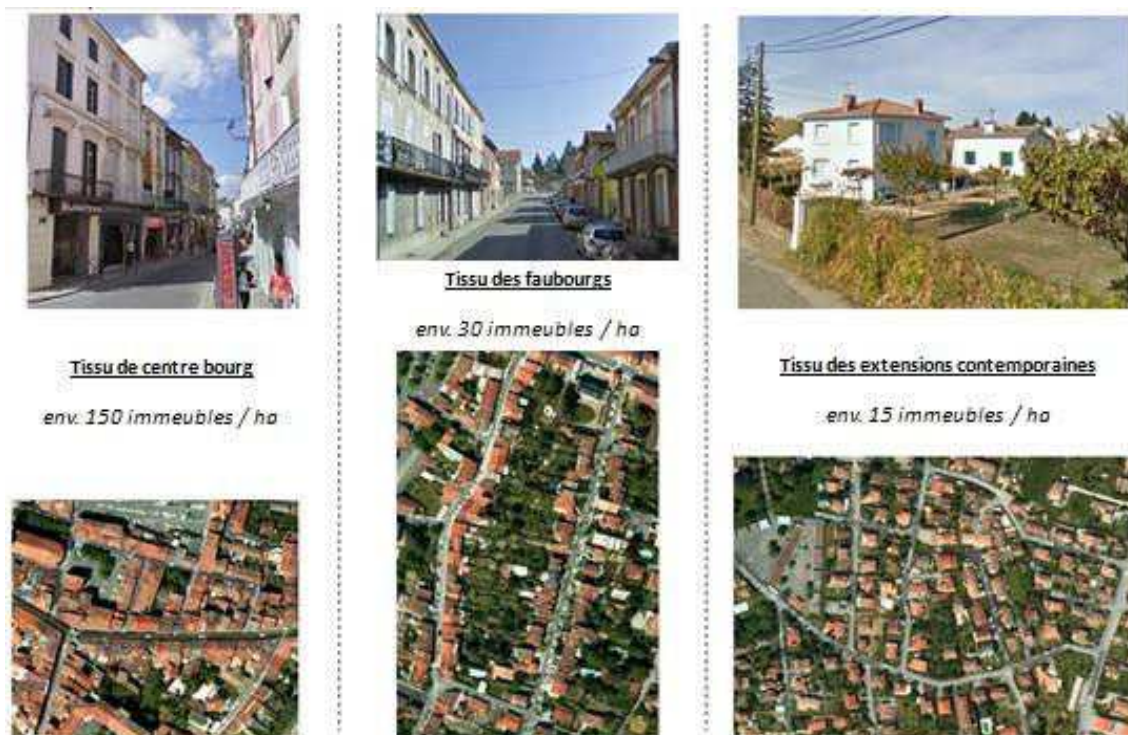 Tissu de centre bourg
env. 150 immeubles / ha
Tissu des faubourgs
env. 30 immeubles / ha
Tissu des extensions contemporaines
env. 15 immeubles / ha